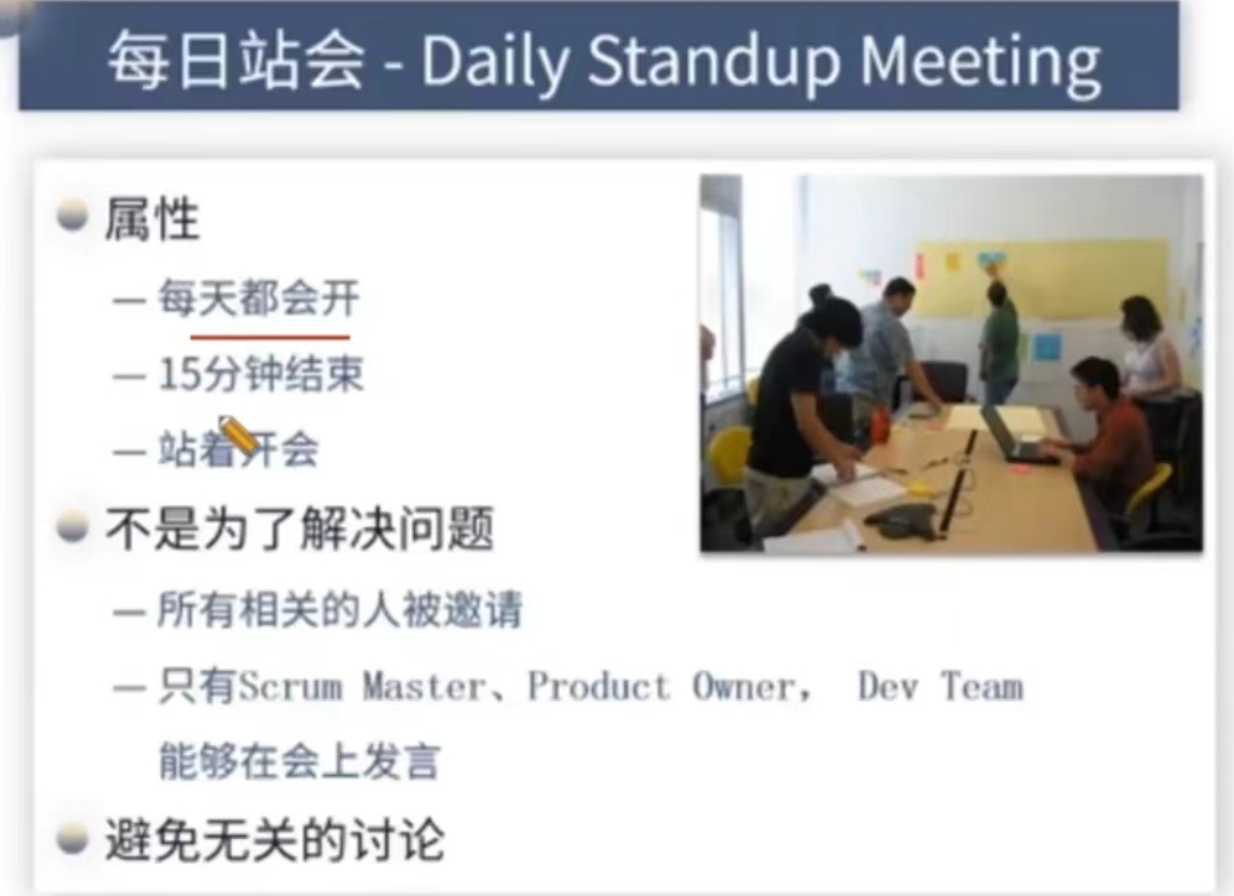 每日站会 - Daily Standup Meeting
属性
— 每天都会开
— 15分钟结束
— 站着开会
不是为了解决问题
— 所有相关的人被邀请
— 只有Scrum Master、Product Owner, Dev Team
能够在会上发言
避免无关的讨论